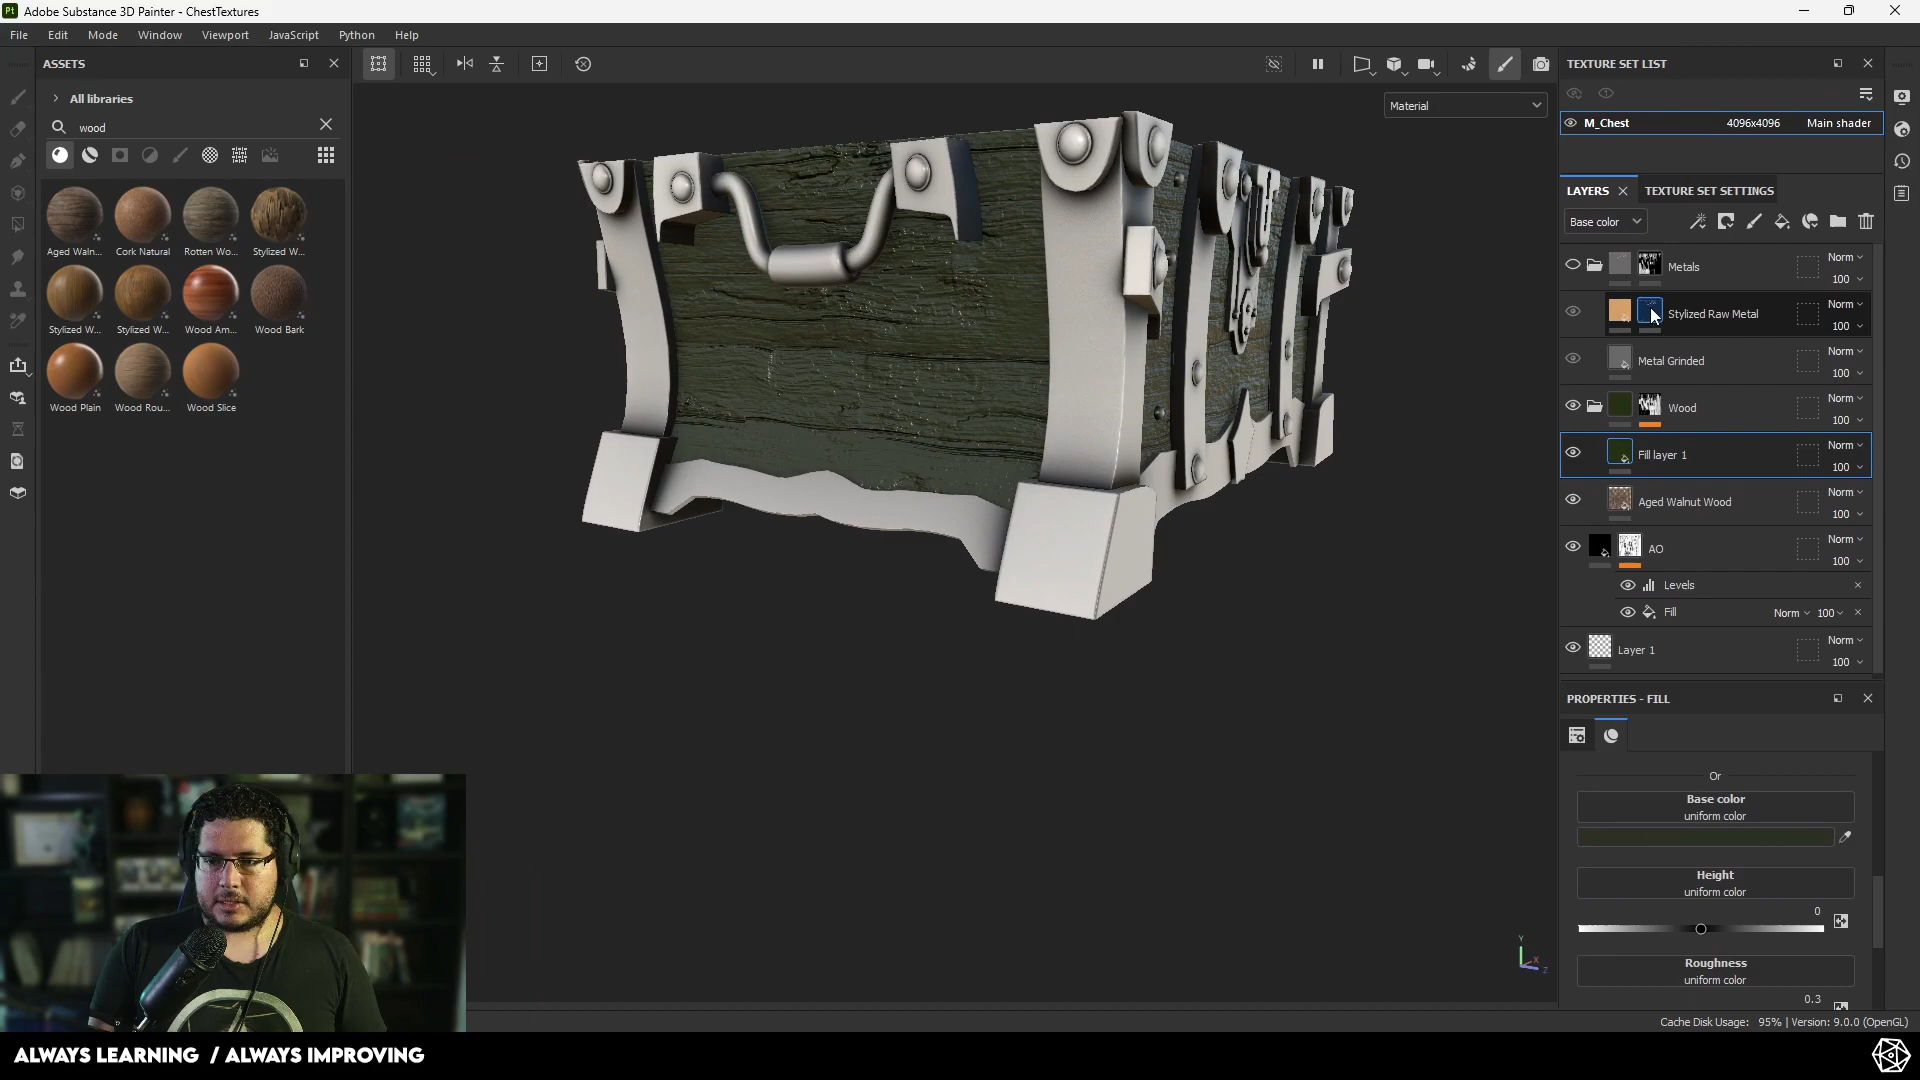 Pt Adobe Substance 3D Painter - ChestTextures
File Edit Mode Window Viewport JavaScript Python Help
ASSETS
All libraries
wood
Aged Waln...
Cork Natural
Rotten Wo...
Stylized W...
Stylized W...
Stylized W...
Wood Am...
Wood Bark
Wood Plain
Wood Rou...
Wood Slice
Material
Y
X
Z
TEXTURE SET LIST
M_Chest 4096x4096 Main shader
LAYERS TEXTURE SET SETTINGS
Base color
Metals Norm
100
Stylized Raw Metal Norm
100
Metal Grinded Norm
100
Wood Norm
100
Fill layer 1 Norm
100
Aged Walnut Wood Norm
100
AO Norm
100
Levels
Fill Norm 100
Layer 1 Norm
100
PROPERTIES - FILL
Or
Base color
uniform color
Height
uniform color
0
Roughness
uniform color
0.3
Cache Disk Usage: 95% | Version: 9.0.0 (OpenGL)
ALWAYS LEARNING / ALWAYS IMPROVING